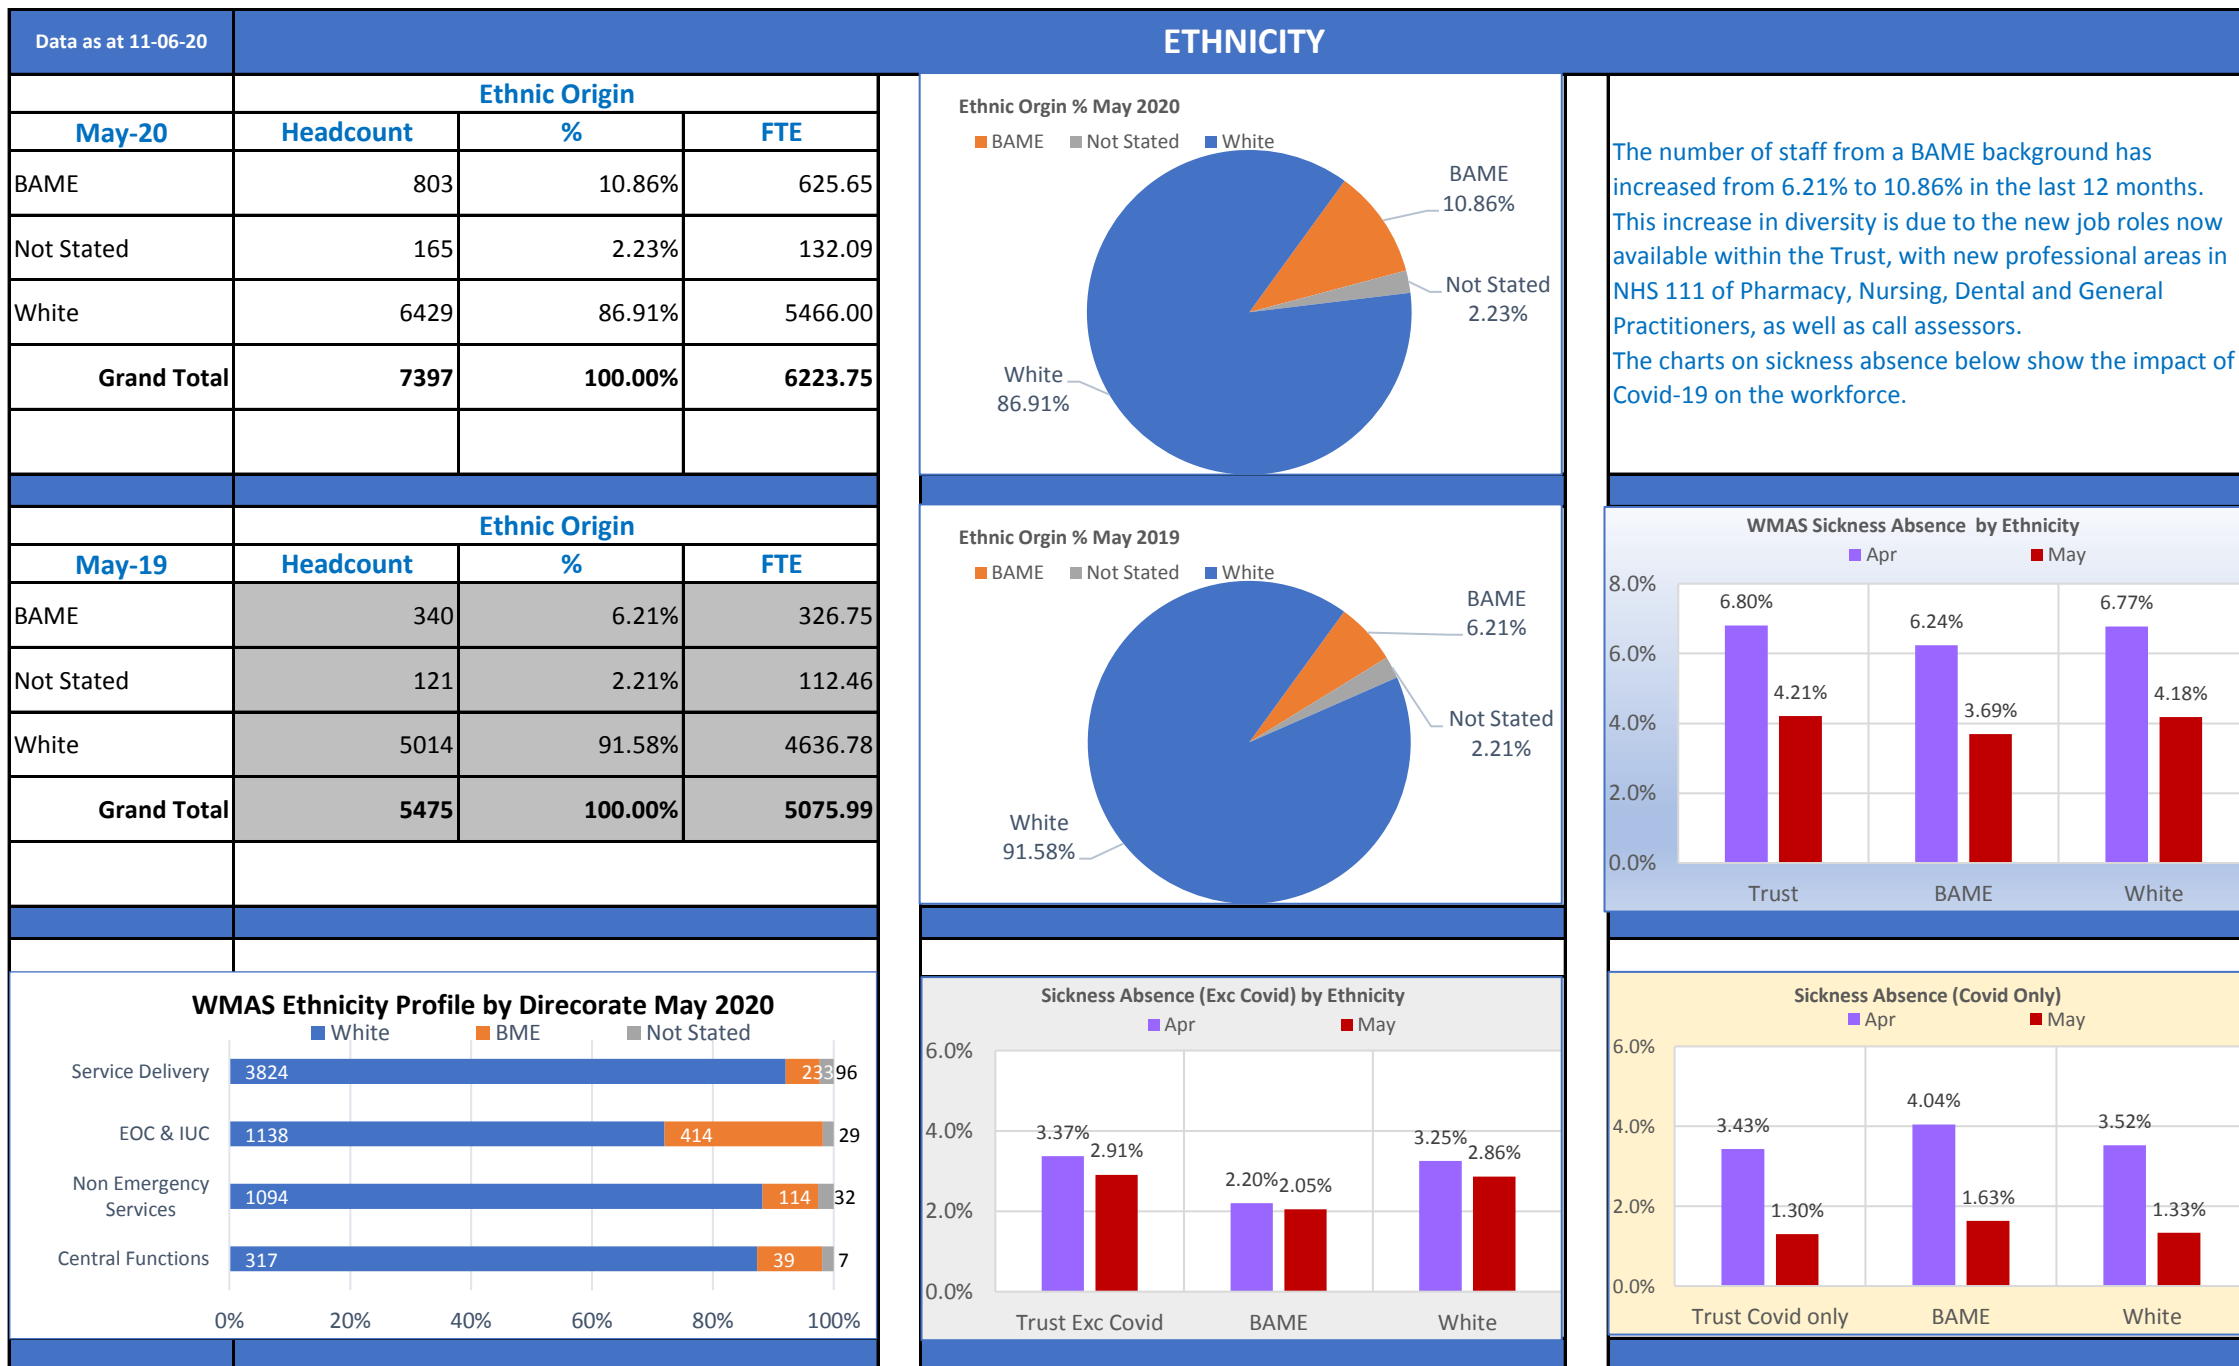 Data as at 11-06-20
ETHNICITY
Ethnic Origin
May-20 Headcount % FTE
BAME 803 10.86% 625.65
Not Stated 165 2.23% 132.09
White 6429 86.91% 5466.00
Grand Total 7397 100.00% 6223.75
Ethnic Orgin % May 2020
BAME Not Stated White
BAME
10.86%
Not Stated
2.23%
White
86.91%
The number of staff from a BAME background has
increased from 6.21% to 10.86% in the last 12 months.
This increase in diversity is due to the new job roles now
available within the Trust, with new professional areas in
NHS 111 of Pharmacy, Nursing, Dental and General
Practitioners, as well as call assessors.
The charts on sickness absence below show the impact of
Covid-19 on the workforce.
Ethnic Origin
May-19 Headcount % FTE
BAME 340 6.21% 326.75
Not Stated 121 2.21% 112.46
White 5014 91.58% 4636.78
Grand Total 5475 100.00% 5075.99
Ethnic Orgin % May 2019
BAME Not Stated White
BAME
6.21%
Not Stated
2.21%
White
91.58%
WMAS Sickness Absence by Ethnicity
Apr May
8.0%
6.0%
4.0%
2.0%
0.0%
6.80% 4.21% 6.24% 3.69% 6.77% 4.18%
Trust BAME White
WMAS Ethnicity Profile by Direcorate May 2020
White BME Not Stated
Service Delivery 3824 233 96
EOC & IUC 1138 414 29
Non Emergency
Services 1094 114 32
Central Functions 317 39 7
0% 20% 40% 60% 80% 100%
Sickness Absence (Exc Covid) by Ethnicity
Apr May
6.0%
4.0%
2.0%
0.0%
3.37% 2.91% 2.20% 2.05% 3.25% 2.86%
Trust Exc Covid BAME White
Sickness Absence (Covid Only)
Apr May
6.0%
4.0%
2.0%
0.0%
3.43% 1.30% 4.04% 1.63% 3.52% 1.33%
Trust Covid only BAME White